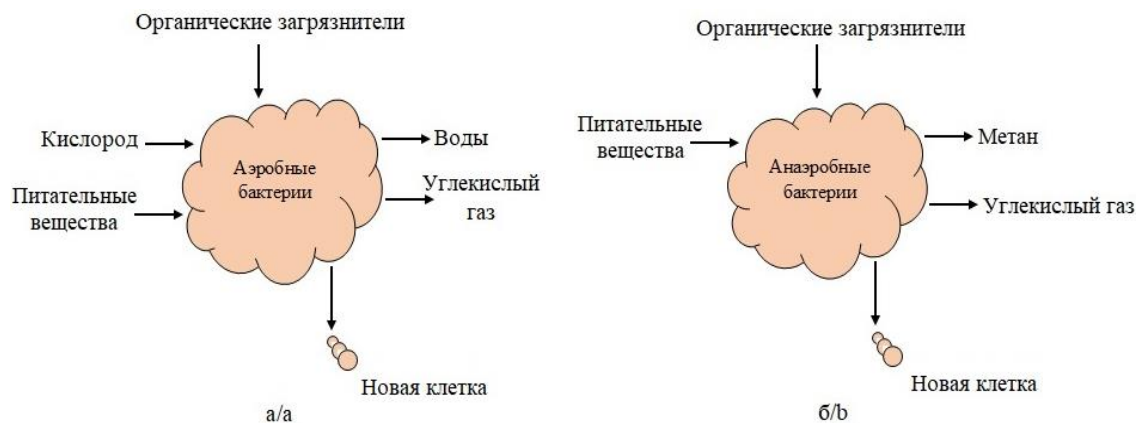 Органические загрязнители
Кислород
Питательные
вещества
Аэробные
бактерии
Воды
Углекислый
газ
Новая клетка
а/a
Органические загрязнители
Питательные
вещества
Анаэробные
бактерии
Метан
Углекислый газ
Новая клетка
б/b